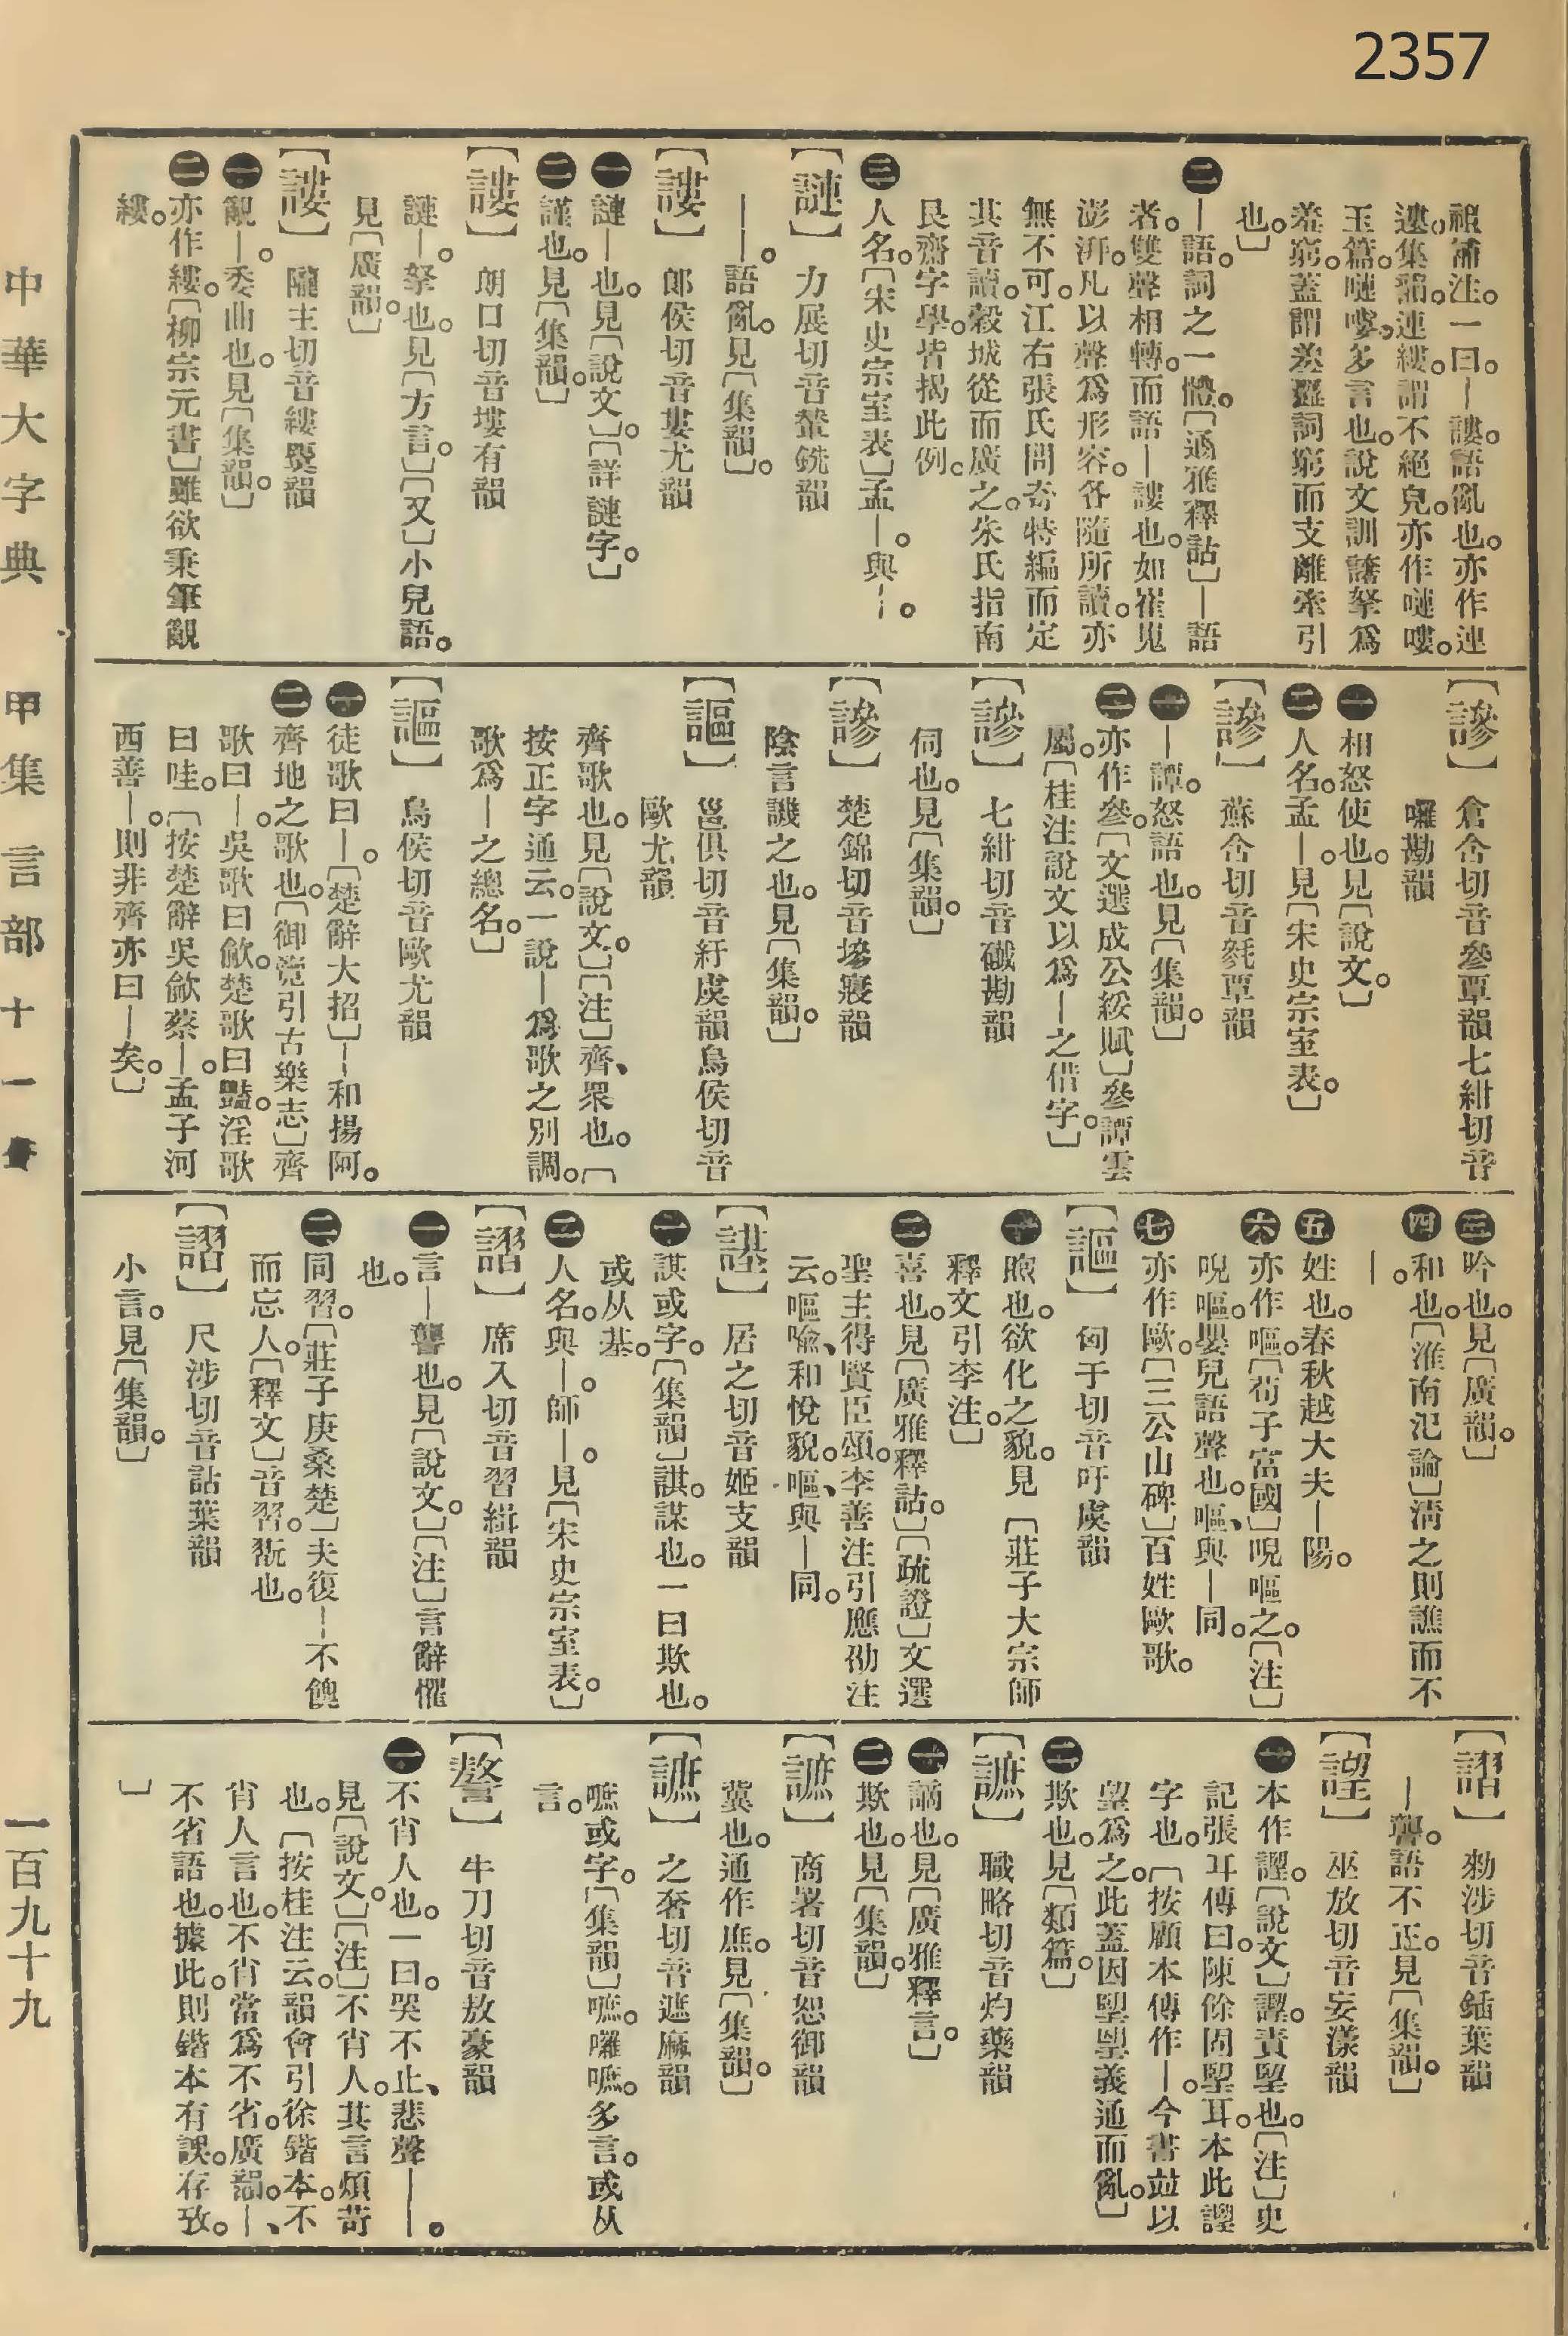 2357
中華大字典 甲集 言部 十一畫 一百九十九
補注。一曰。—謱。語亂也。亦作連
遱。集韻。連縷。謂不絕皃。亦作嗹嘍。
玉篇。嗹嘍。多言也。說文訓謰拏爲
羞窮。蓋謂羞澀詞窮而支離牽引
也。〕
㊁—語。詞之一體。〔通雅釋詁〕—語
者。雙聲相轉。而語—謱也。如崔嵬
澎湃。凡以聲爲形容。各隨所讀。亦
無不可。江右張氏問奇特編而定
其音讀。穀城從而廣之。朱氏指南
艮齋字學。皆揭此例。
㊂人名。〔宋史宗室表〕孟—。與—。
〔謰〕 力展切音輦銑韻
——。語亂。見〔集韻〕。
〔謱〕 郎侯切音婁尤韻
㊀謰—也。見〔說文〕。〔詳謰字。〕
㊁謹也。見〔集韻。〕
〔謱〕 朗口切音塿有韻
謰—。拏也。見〔方言。〕〔又〕小兒語。
見〔廣韻。〕
〔謱〕 隴主切音縷麌韻
㊀覶—。委曲也。見〔集韻。〕
㊁亦作縷。〔柳宗元書〕雖欲秉筆覶
縷。
〔謲〕 倉含切音參覃韻七紺切音
囃勘韻
㊀相怒使也。見〔說文。〕
㊁人名。孟—。見〔宋史宗室表。〕
〔謲〕 蘇含切音毿覃韻
㊀—譚。怒語也。見〔集韻。〕
㊁亦作參。〔文選成公綏賦〕參譚雲
屬。〔桂注說文以爲—之借字。〕
〔謲〕 七紺切音䃸勘韻
伺也。見〔集韻。〕
〔謲〕 楚錦切音墋寢韻
陰言譏之也。見〔集韻。〕
〔謳〕 邕俱切音紆虞韻烏侯切音
歐尤韻
齊歌也。見〔說文。〕〔注〕齊、衆也。〔
按正字通云。一說—爲歌之別調。
歌爲—之總名。〕
〔謳〕 烏侯切音歐尤韻
㊀徒歌曰—。〔楚辭大招〕—和揚阿。
㊁齊地之歌也。〔御覽引古樂志〕齊
歌曰—。吳歌曰歈。楚歌曰豔。淫歌
曰哇。〔按楚辭吳歈蔡—。孟子河
西善—。則非齊亦曰—矣。〕
㊂吟也。見〔廣韻。〕
㊃和也。〔淮南氾論〕清之則譙而不
—。
㊄姓也。春秋越大夫—陽。
㊅亦作嘔。〔荀子富國〕唲嘔之。〔注〕
唲嘔。嬰兒語聲也。嘔、與—同。
㊆亦作歐。〔三公山碑〕百姓歐歌。
〔謳〕 匈于切音吁虞韻
㊀煦也。欲化之貌。見〔莊子大宗師
釋文引李注。〕
㊁喜也。見〔廣雅釋詁。〕〔疏證〕文選
聖主得賢臣頌。李善注引應劭注
云。嘔喩、和悅貌。嘔、與—同。
〔諆〕 居之切音姬支韻
㊀諆或字。〔集韻〕諆。謀也。一曰欺也。
或从基。
㊁人名。與—。師—。見〔宋史宗室表。〕
〔謵〕 席入切音習緝韻
㊀言—讋也。見〔說文。〕〔注〕言辭懼
也。
㊁同習。〔莊子庚桑楚〕夫復—不餽
而忘人。〔釋文〕音習。翫也。
〔謵〕 尺涉切音詀葉韻
小言。見〔集韻。〕
〔謵〕 勑涉切音鍤葉韻
—讋。語不正。見〔集韻。〕
〔謹〕 巫放切音妄漾韻
㊀本作謹。〔說文〕謹。責望也。〔注〕史
記張耳傳曰。陳餘固望耳。本此謹
字也。〔按顧本傳作—。今書竝以
望爲之。此蓋因朢望義通而亂。〕
㊁欺也。見〔類篇。〕
〔謶〕 職略切音灼藥韻
㊀謫也。見〔廣雅釋言。〕
㊁欺也。見〔集韻。〕
〔謶〕 商署切音恕御韻
冀也。通作庶。見〔集韻。〕
〔謶〕 之奢切音遮麻韻
嗻或字。〔集韻〕嗻。囉嗻。多言。或从
言。
〔謷〕 牛刀切音敖豪韻
㊀不肖人也。一曰。哭不止、悲聲——。
見〔說文。〕〔注〕不肖人。其言煩苛
也。〔按桂注云。韻會引徐鍇本。不
肖人言也。不肖當爲不省。廣韻。—、
不省語也。據此。則鍇本有誤。存攷。
〕